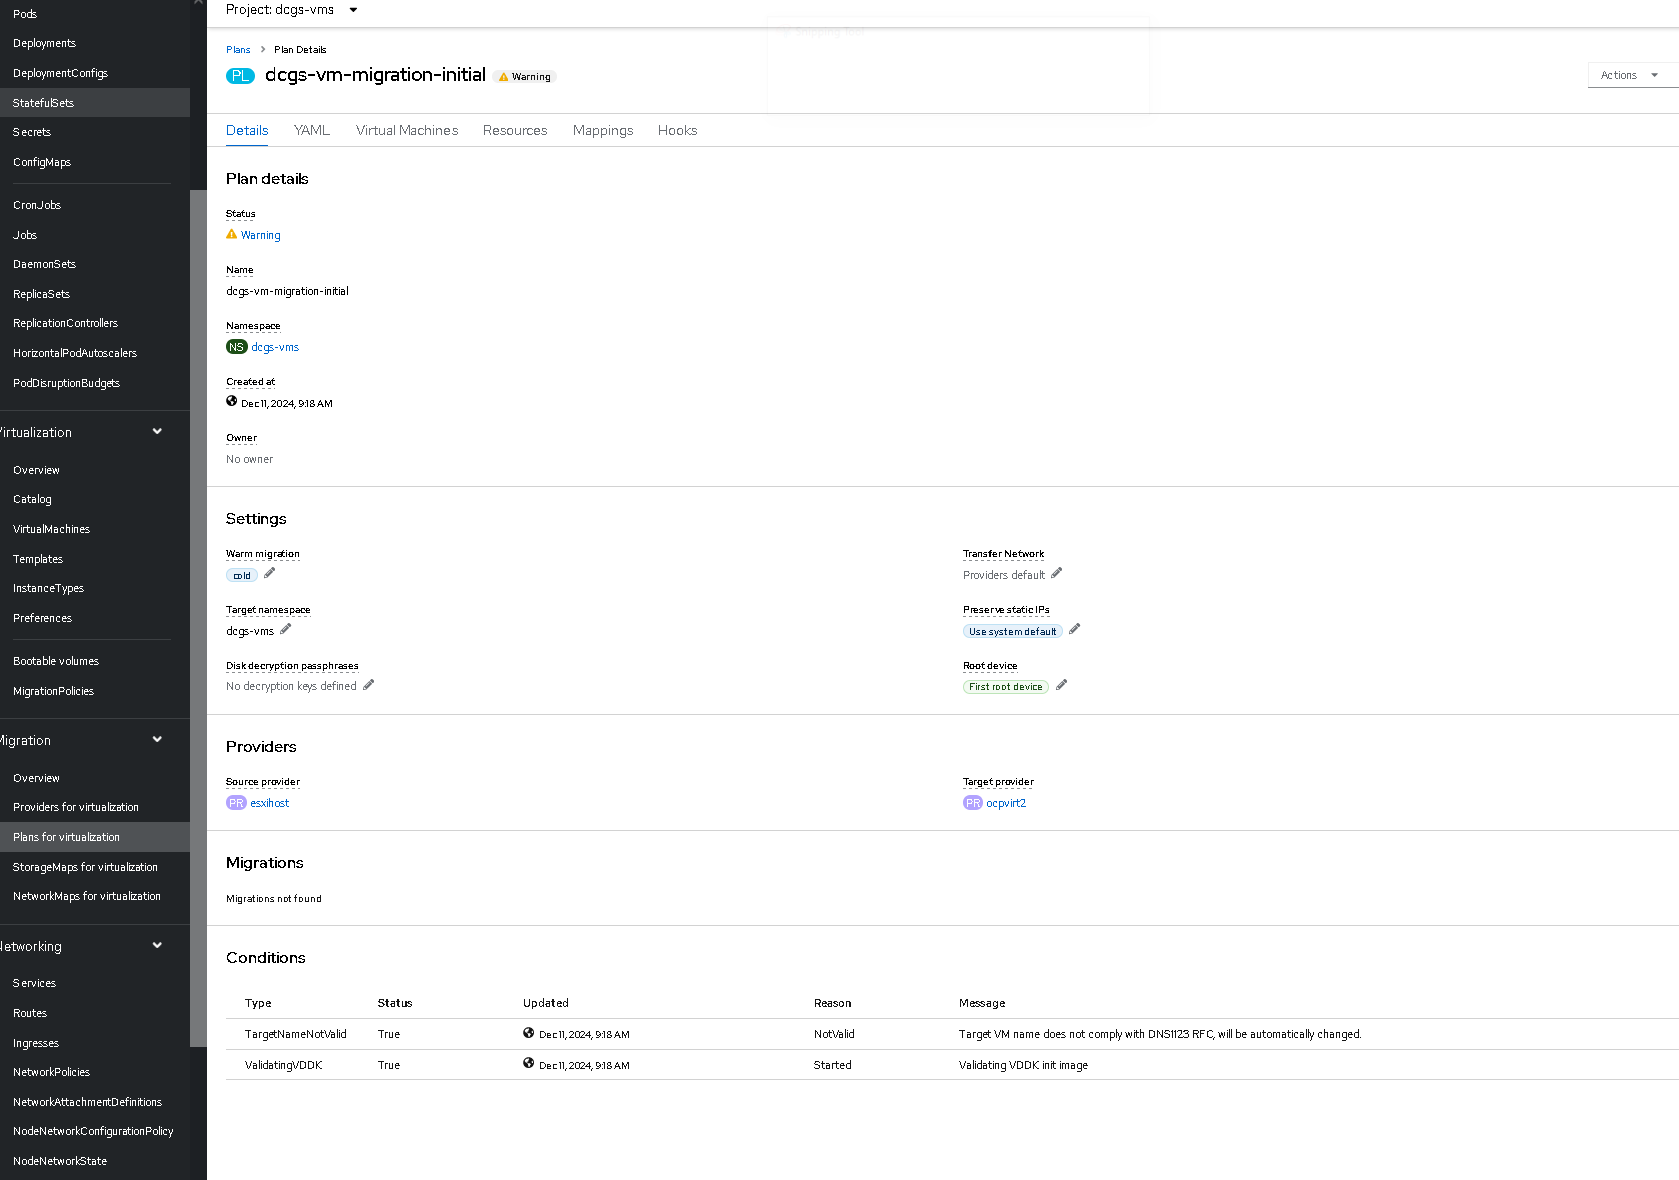 Pods
Deployments
DeploymentConfigs
StatefulSets
Secrets
ConfigMaps
CronJobs
Jobs
DaemonSets
ReplicaSets
ReplicationControllers
HorizontalPodAutoscalers
PodDisruptionBudgets
Virtualization
Overview
Catalog
VirtualMachines
Templates
InstanceTypes
Preferences
Bootable volumes
MigrationPolicies
Migration
Overview
Providers for virtualization
Plans for virtualization
StorageMaps for virtualization
NetworkMaps for virtualization
Networking
Services
Routes
Ingresses
NetworkPolicies
NetworkAttachmentDefinitions
NodeNetworkConfigurationPolicy
NodeNetworkState
Project: dcgs-vms
Plans > Plan Details
PL dcgs-vm-migration-initial Warning
Actions
Details YAML Virtual Machines Resources Mappings Hooks
Plan details
Status
Warning
Name
dcgs-vm-migration-initial
Namespace
NS dcgs-vms
Created at
Dec 11, 2024, 9:18 AM
Owner
No owner
Settings
Warm migration
cold
Target namespace
dcgs-vms
Disk decryption passphrases
No decryption keys defined
Transfer Network
Providers default
Preserve static IPs
Use system default
Root device
First root device
Providers
Source provider
PR esxihost
Target provider
PR ocpvirt2
Migrations
Migrations not found
Conditions
Type Status Updated Reason Message
TargetNameNotValid True Dec 11, 2024, 9:18 AM NotValid Target VM name does not comply with DNS1123 RFC, will be automatically changed.
ValidatingVDDK True Dec 11, 2024, 9:18 AM Started Validating VDDK init image